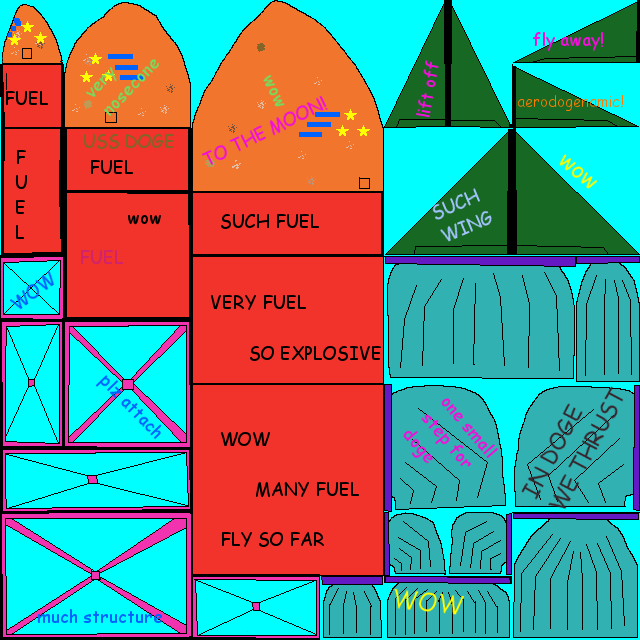 FUEL
F
U
E
L
WOW
very
nosecone
USS DOGE
FUEL
wow
FUEL
plz attach
much structure
wow
TO THE MOON!
SUCH FUEL
VERY FUEL
SO EXPLOSIVE
WOW
MANY FUEL
FLY SO FAR
lift off
fly away!
aerodogenomic!
SUCH
WING
WOW
one small
step for
doge
IN DOGE
WE THRUST
WOW